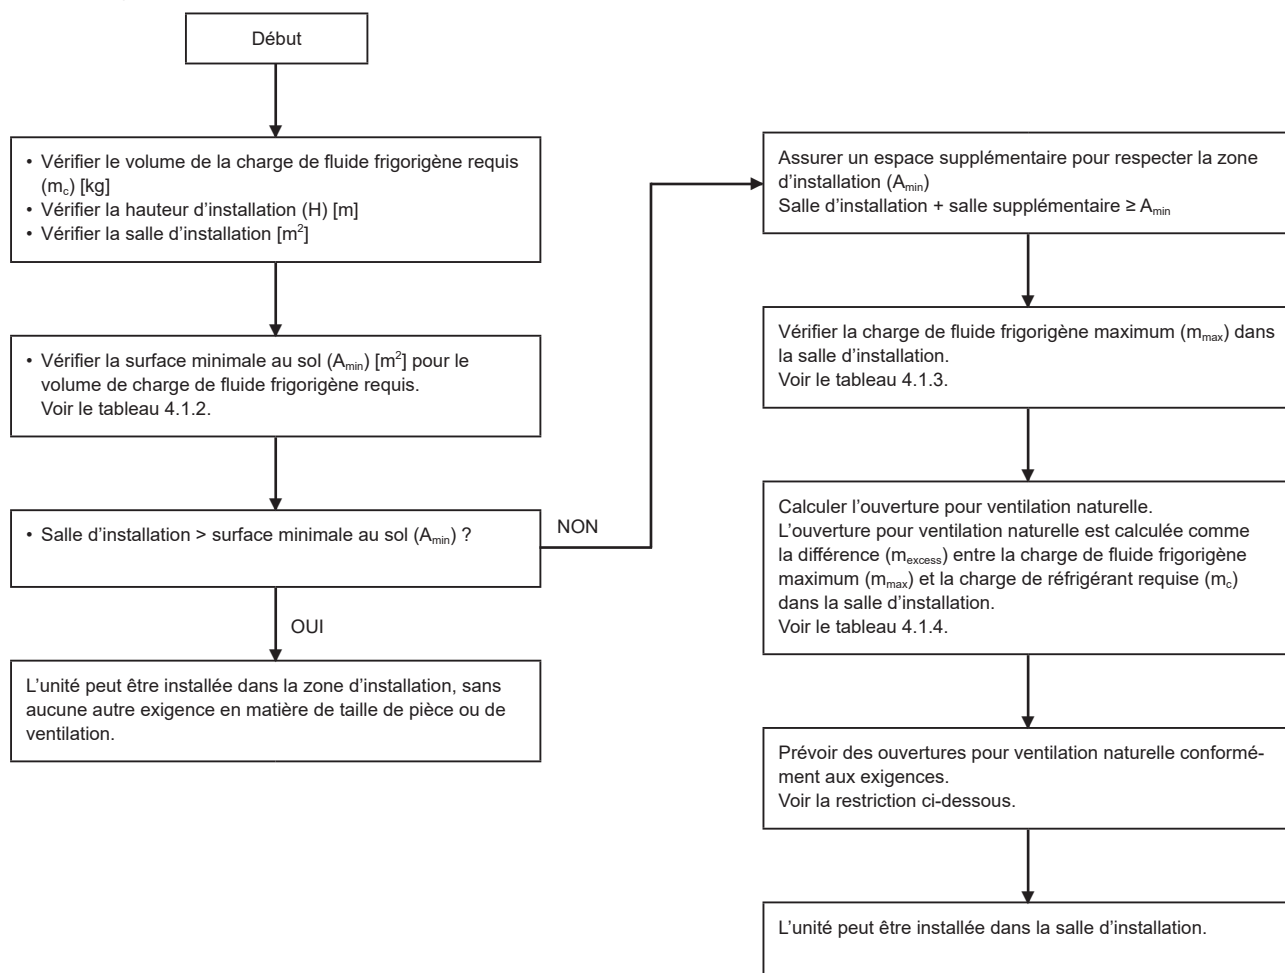 Début
• Vérifier le volume de la charge de fluide frigorigène requis
(mc) [kg]
• Vérifier la hauteur d’installation (H) [m]
• Vérifier la salle d’installation [m2]
• Vérifier la surface minimale au sol (Amin) [m2] pour le
volume de charge de fluide frigorigène requis.
Voir le tableau 4.1.2.
• Salle d’installation > surface minimale au sol (Amin) ?
NON
OUI
L’unité peut être installée dans la zone d’installation, sans
aucune autre exigence en matière de taille de pièce ou de
ventilation.
Assurer un espace supplémentaire pour respecter la zone
d’installation (Amin)
Salle d’installation + salle supplémentaire ≥ Amin
Vérifier la charge de fluide frigorigène maximum (mmax) dans
la salle d’installation.
Voir le tableau 4.1.3.
Calculer l’ouverture pour ventilation naturelle.
L’ouverture pour ventilation naturelle est calculée comme
la différence (mexcess) entre la charge de fluide frigorigène
maximum (mmax) et la charge de réfrigérant requise (mc)
dans la salle d’installation.
Voir le tableau 4.1.4.
Prévoir des ouvertures pour ventilation naturelle conformé-
ment aux exigences.
Voir la restriction ci-dessous.
L’unité peut être installée dans la salle d’installation.